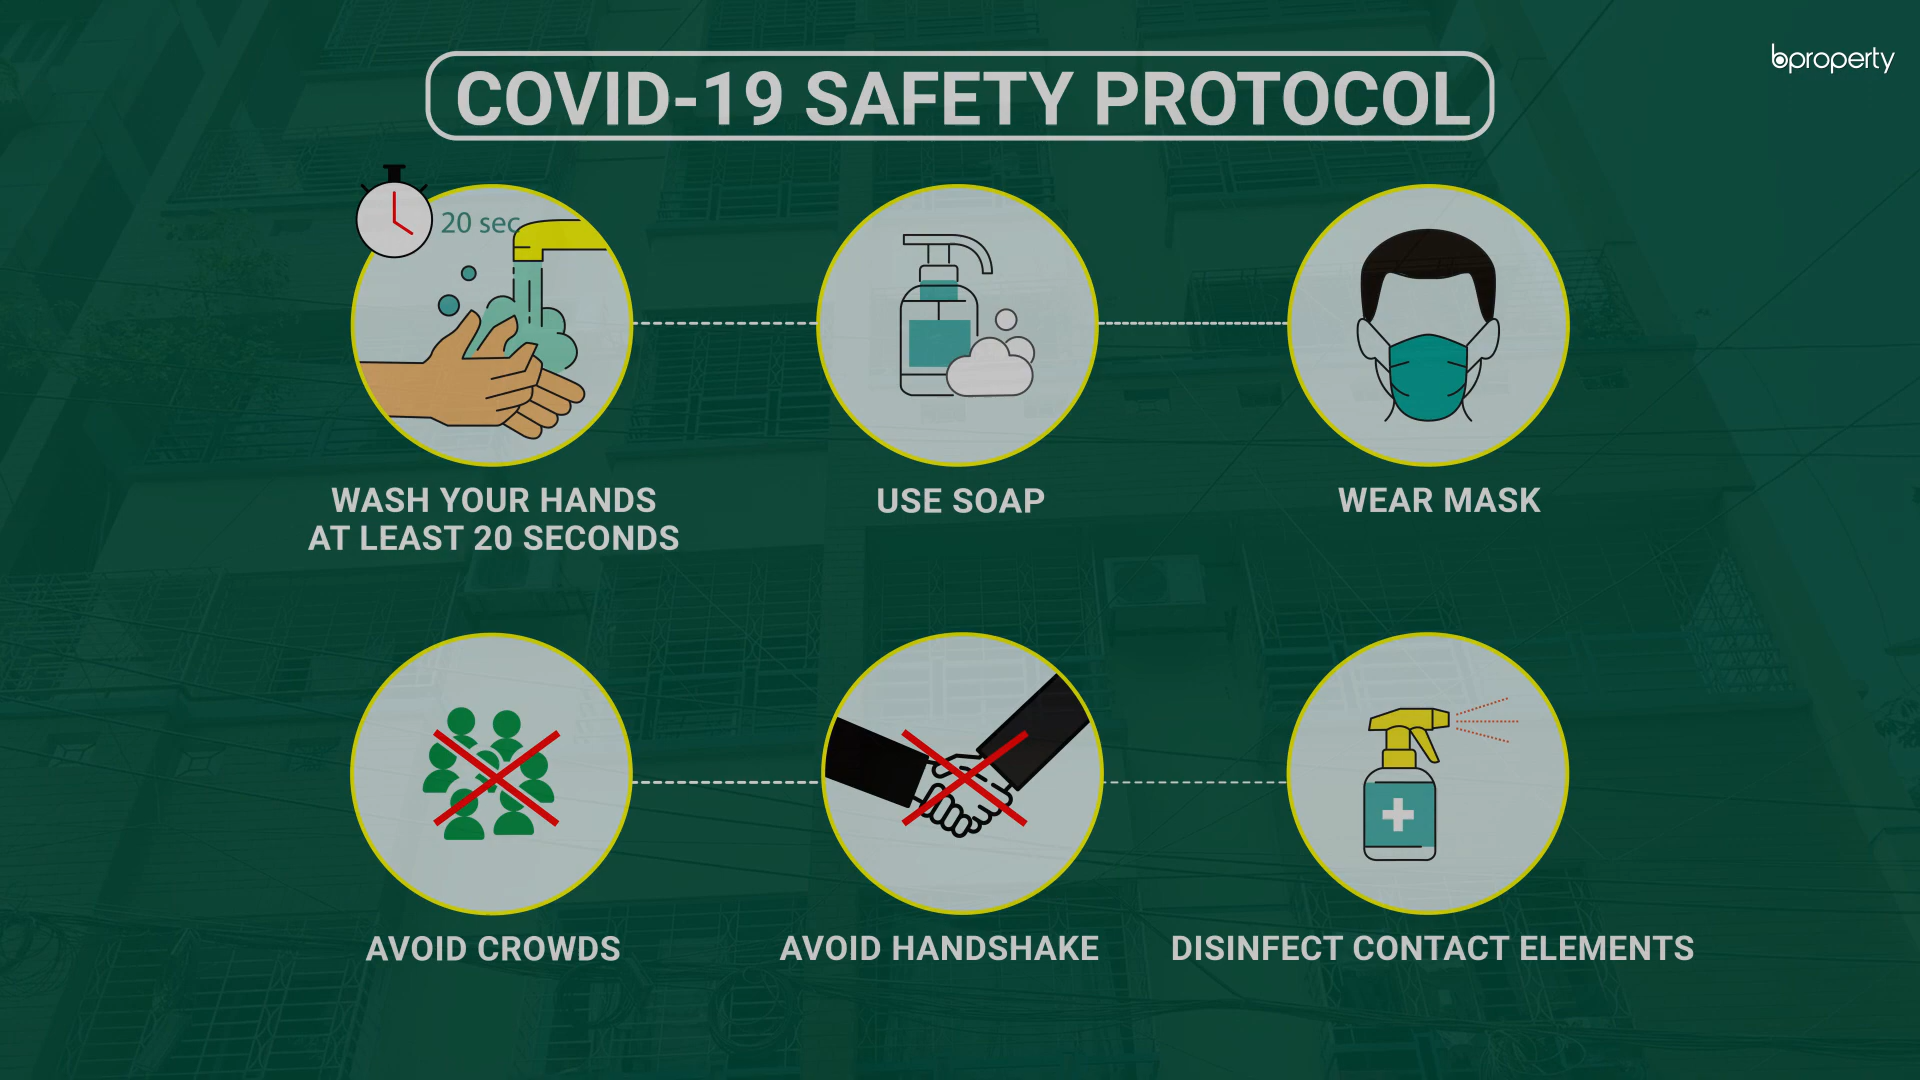 COVID-19 SAFETY PROTOCOL
bproperty
20 sec
WASH YOUR HANDS
AT LEAST 20 SECONDS
USE SOAP
WEAR MASK
AVOID CROWDS
AVOID HANDSHAKE
DISINFECT CONTACT ELEMENTS